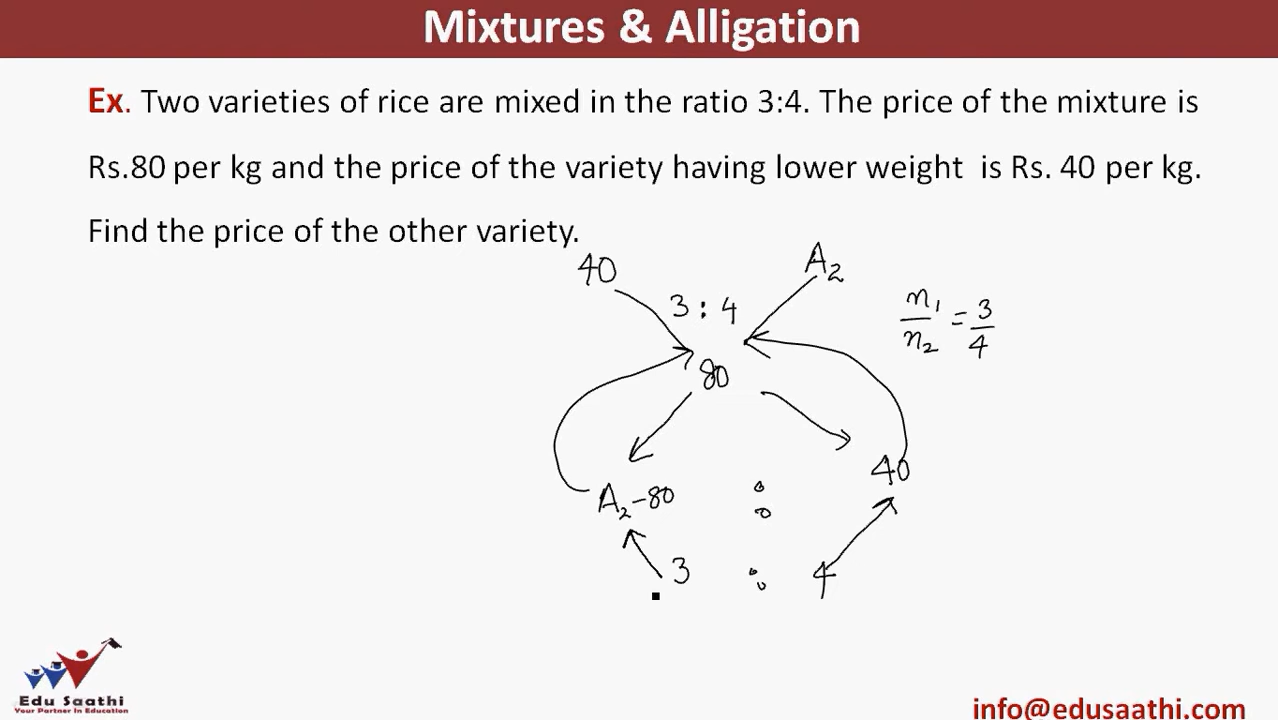 Mixtures & Alligation
Ex. Two varieties of rice are mixed in the ratio 3:4. The price of the mixture is
Rs.80 per kg and the price of the variety having lower weight is Rs. 40 per kg.
Find the price of the other variety.
40 A₂
3 : 4
n₁/n₂ = 3/4
80
A₂-80 : 40
3 : 4
Edu Saathi
Your Partner In Education
info@edusaathi.com